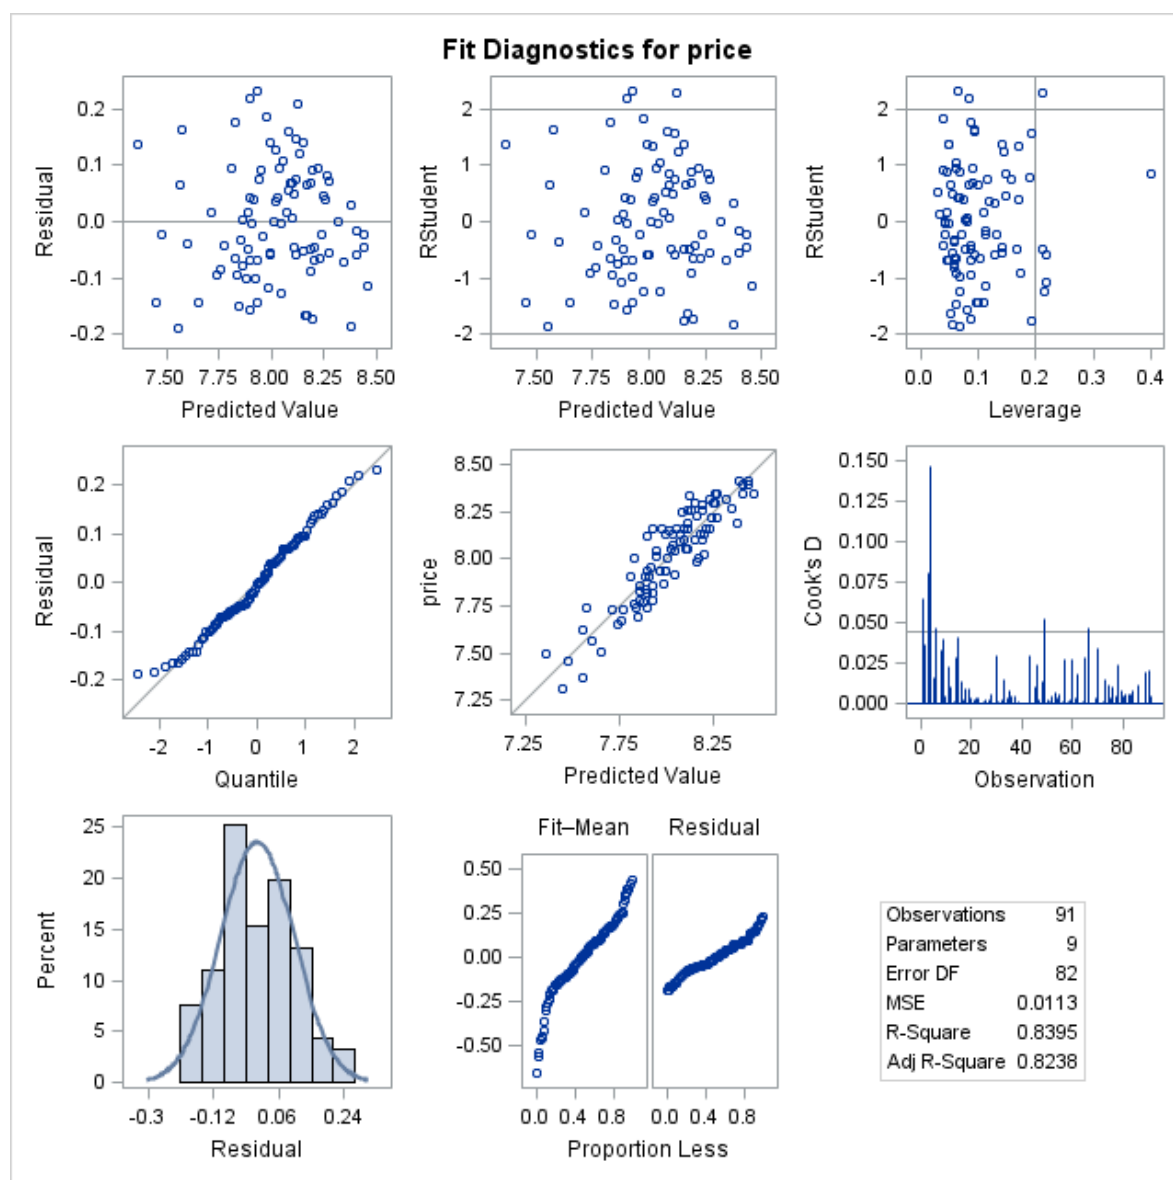 Fit Diagnostics for price
Residual
0.2
0.1
0.0
-0.1
-0.2
7.50 7.75 8.00 8.25 8.50
Predicted Value
RStudent
2
1
0
-1
-2
7.50 7.75 8.00 8.25 8.50
Predicted Value
RStudent
2
1
0
-1
-2
0.0 0.1 0.2 0.3 0.4
Leverage
Residual
0.2
0.1
0.0
-0.1
-0.2
-2 -1 0 1 2
Quantile
price
8.50
8.25
8.00
7.75
7.50
7.25
7.25 7.75 8.25
Predicted Value
Cook's D
0.150
0.125
0.100
0.075
0.050
0.025
0.000
0 20 40 60 80
Observation
Percent
25
20
15
10
5
0
-0.3 -0.12 0.06 0.24
Residual
Fit–Mean Residual
0.50
0.25
0.00
-0.25
-0.50
0.0 0.4 0.8 0.0 0.4 0.8
Proportion Less
Observations 91
Parameters 9
Error DF 82
MSE 0.0113
R-Square 0.8395
Adj R-Square 0.8238